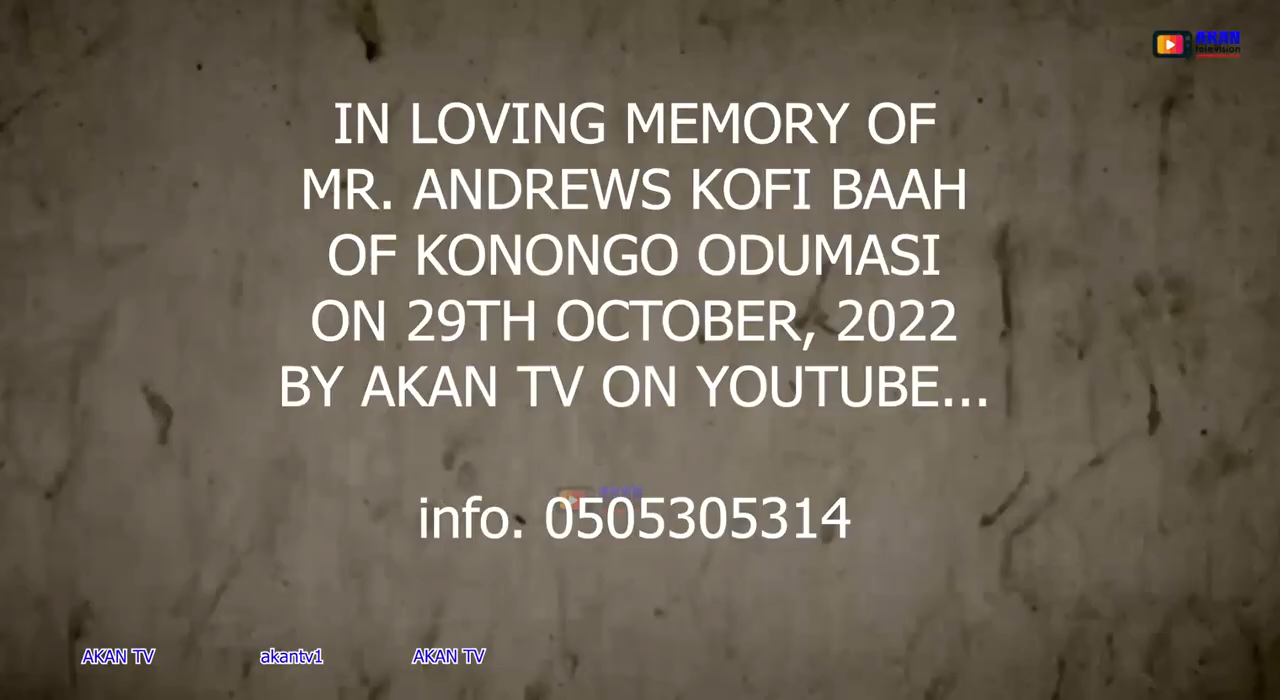 AKAN
television
IN LOVING MEMORY OF
MR. ANDREWS KOFI BAAH
OF KONONGO ODUMASI
ON 29TH OCTOBER, 2022
BY AKAN TV ON YOUTUBE...
info. 0505305314
AKAN TV akantv1 AKAN TV